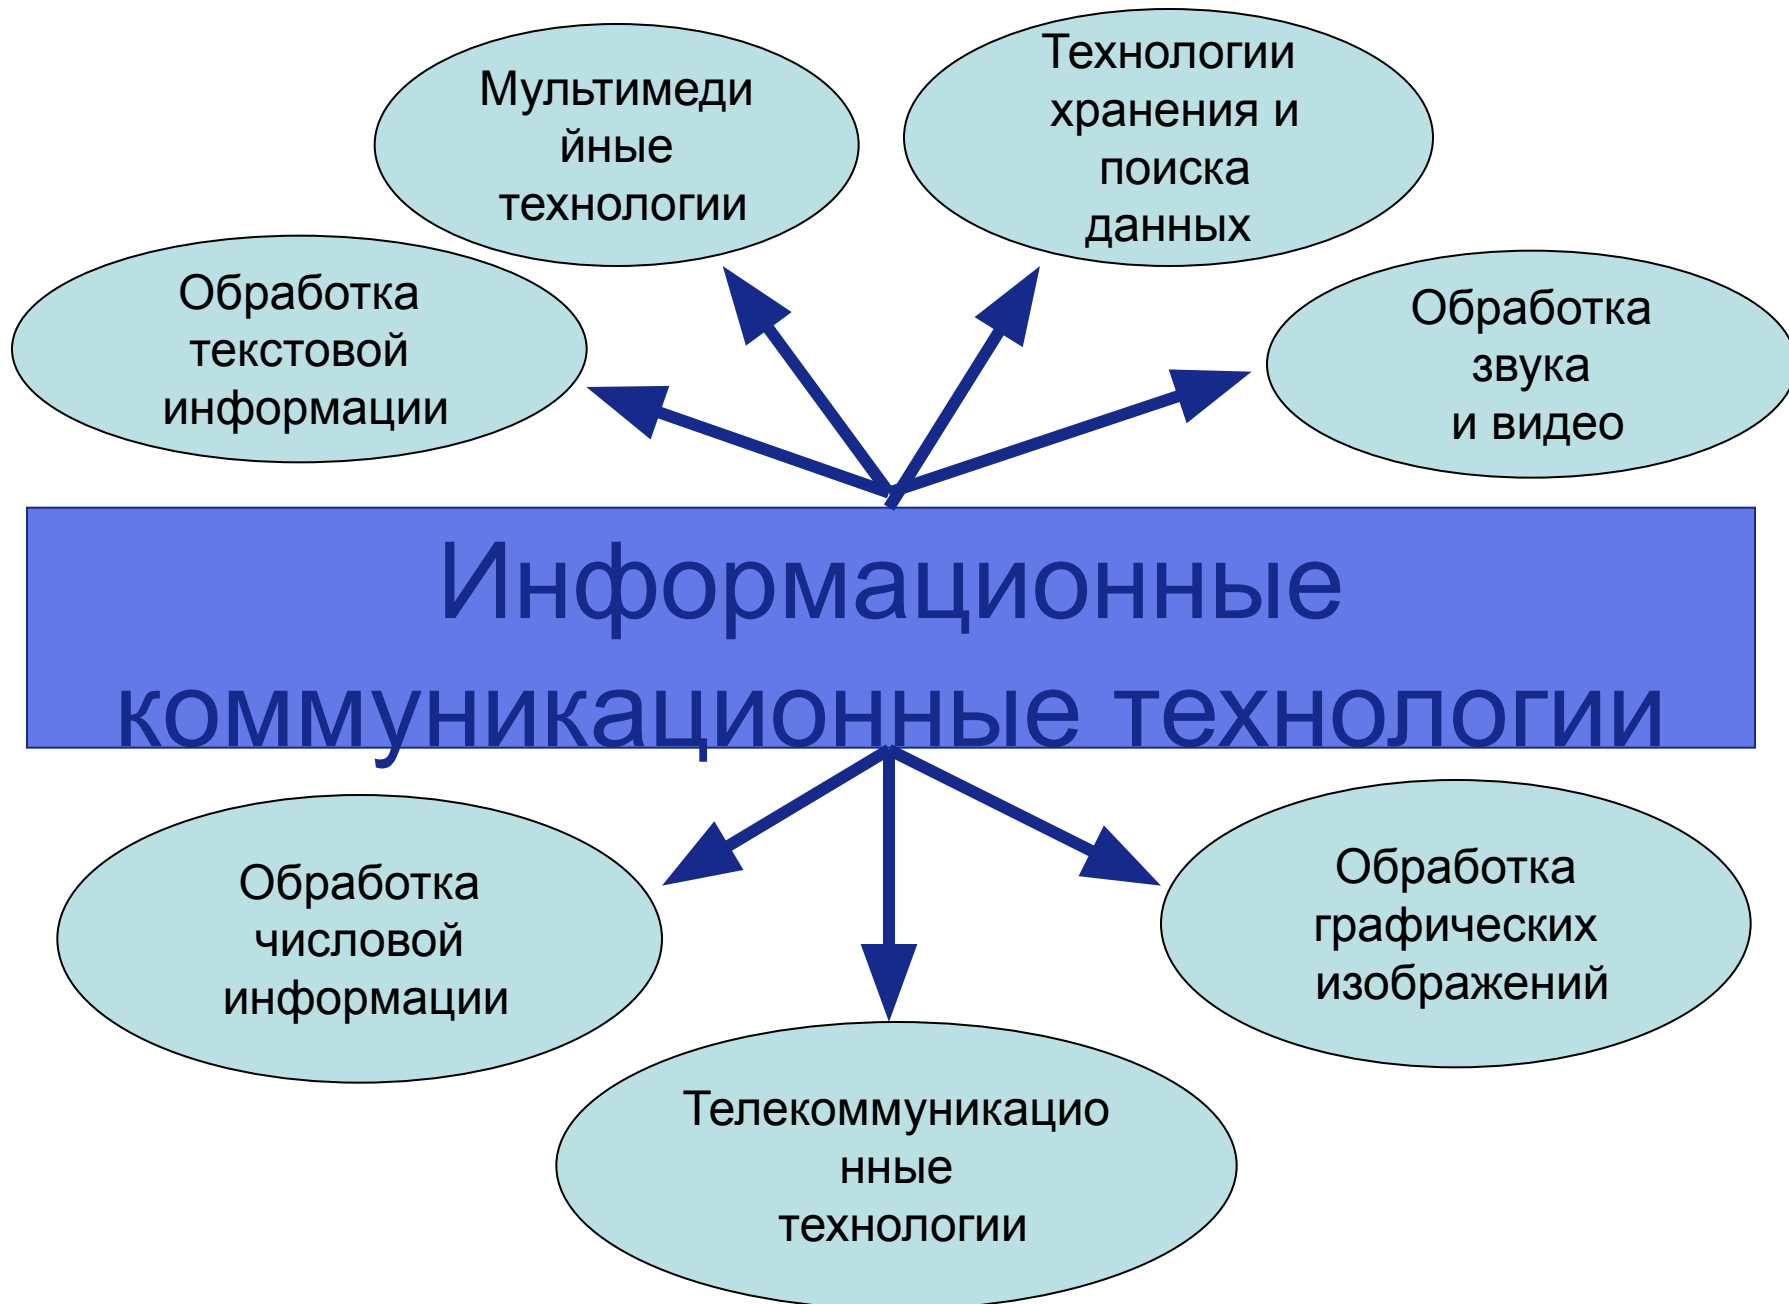 Мультимеди
йные
технологии
Технологии
хранения и
поиска
данных
Обработка
текстовой
информации
Обработка
звука
и видео
Информационные
коммуникационные технологии
Обработка
числовой
информации
Обработка
графических
изображений
Телекоммуникацио
нные
технологии